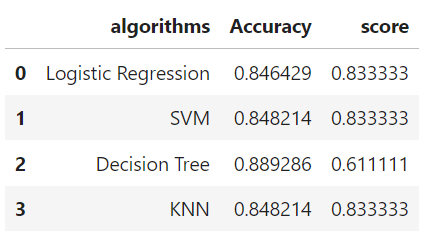 algorithms Accuracy score
0 Logistic Regression 0.846429 0.833333
1 SVM 0.848214 0.833333
2 Decision Tree 0.889286 0.611111
3 KNN 0.848214 0.833333